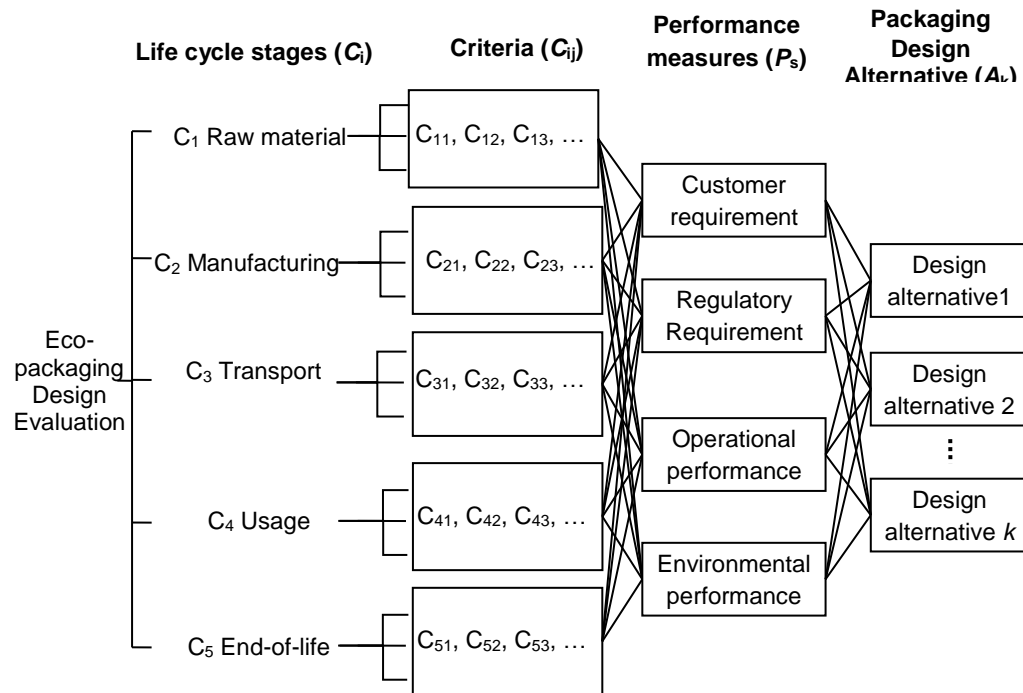 Life cycle stages (Cᵢ)
Criteria (Cᵢⱼ)
Performance
measures (Pₛ)
Packaging
Design
Alternative (Aₖ)
Eco-
packaging
Design
Evaluation
C₁ Raw material
C₂ Manufacturing
C₃ Transport
C₄ Usage
C₅ End-of-life
C₁₁, C₁₂, C₁₃, …
C₂₁, C₂₂, C₂₃, …
C₃₁, C₃₂, C₃₃, …
C₄₁, C₄₂, C₄₃, …
C₅₁, C₅₂, C₅₃, …
Customer
requirement
Regulatory
Requirement
Operational
performance
Environmental
performance
Design
alternative1
Design
alternative 2
⋮
Design
alternative k